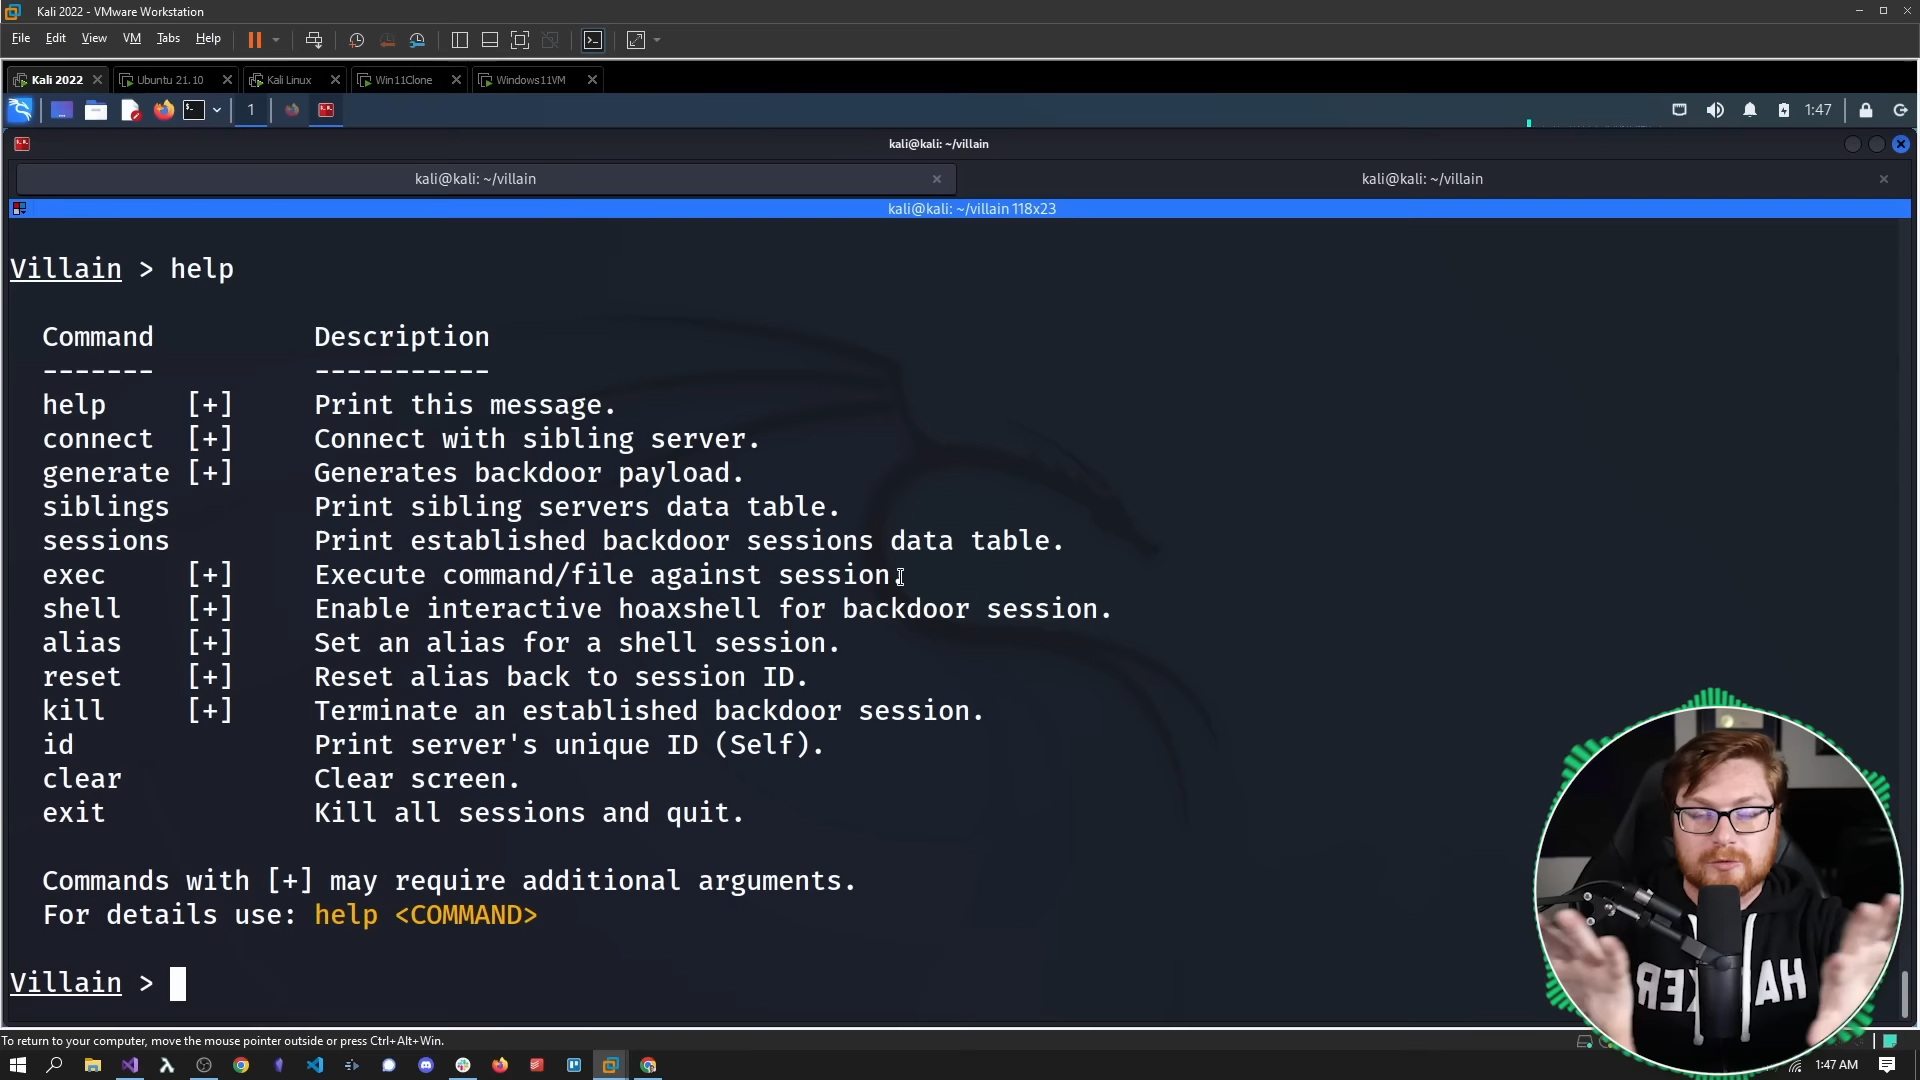 Kali 2022 - VMware Workstation
File Edit View VM Tabs Help
Kali 2022 Ubuntu 21.10 Kali Linux Win11Clone Windows11VM
1 1:47
kali@kali: ~/villain
kali@kali: ~/villain kali@kali: ~/villain
kali@kali: ~/villain 118x23
Villain > help
Command Description
------- -----------
help [+] Print this message.
connect [+] Connect with sibling server.
generate [+] Generates backdoor payload.
siblings Print sibling servers data table.
sessions Print established backdoor sessions data table.
exec [+] Execute command/file against session.
shell [+] Enable interactive hoaxshell for backdoor session.
alias [+] Set an alias for a shell session.
reset [+] Reset alias back to session ID.
kill [+] Terminate an established backdoor session.
id Print server's unique ID (Self).
clear Clear screen.
exit Kill all sessions and quit.
Commands with [+] may require additional arguments.
For details use: help <COMMAND>
Villain >
To return to your computer, move the mouse pointer outside or press Ctrl+Alt+Win.
1:47 AM